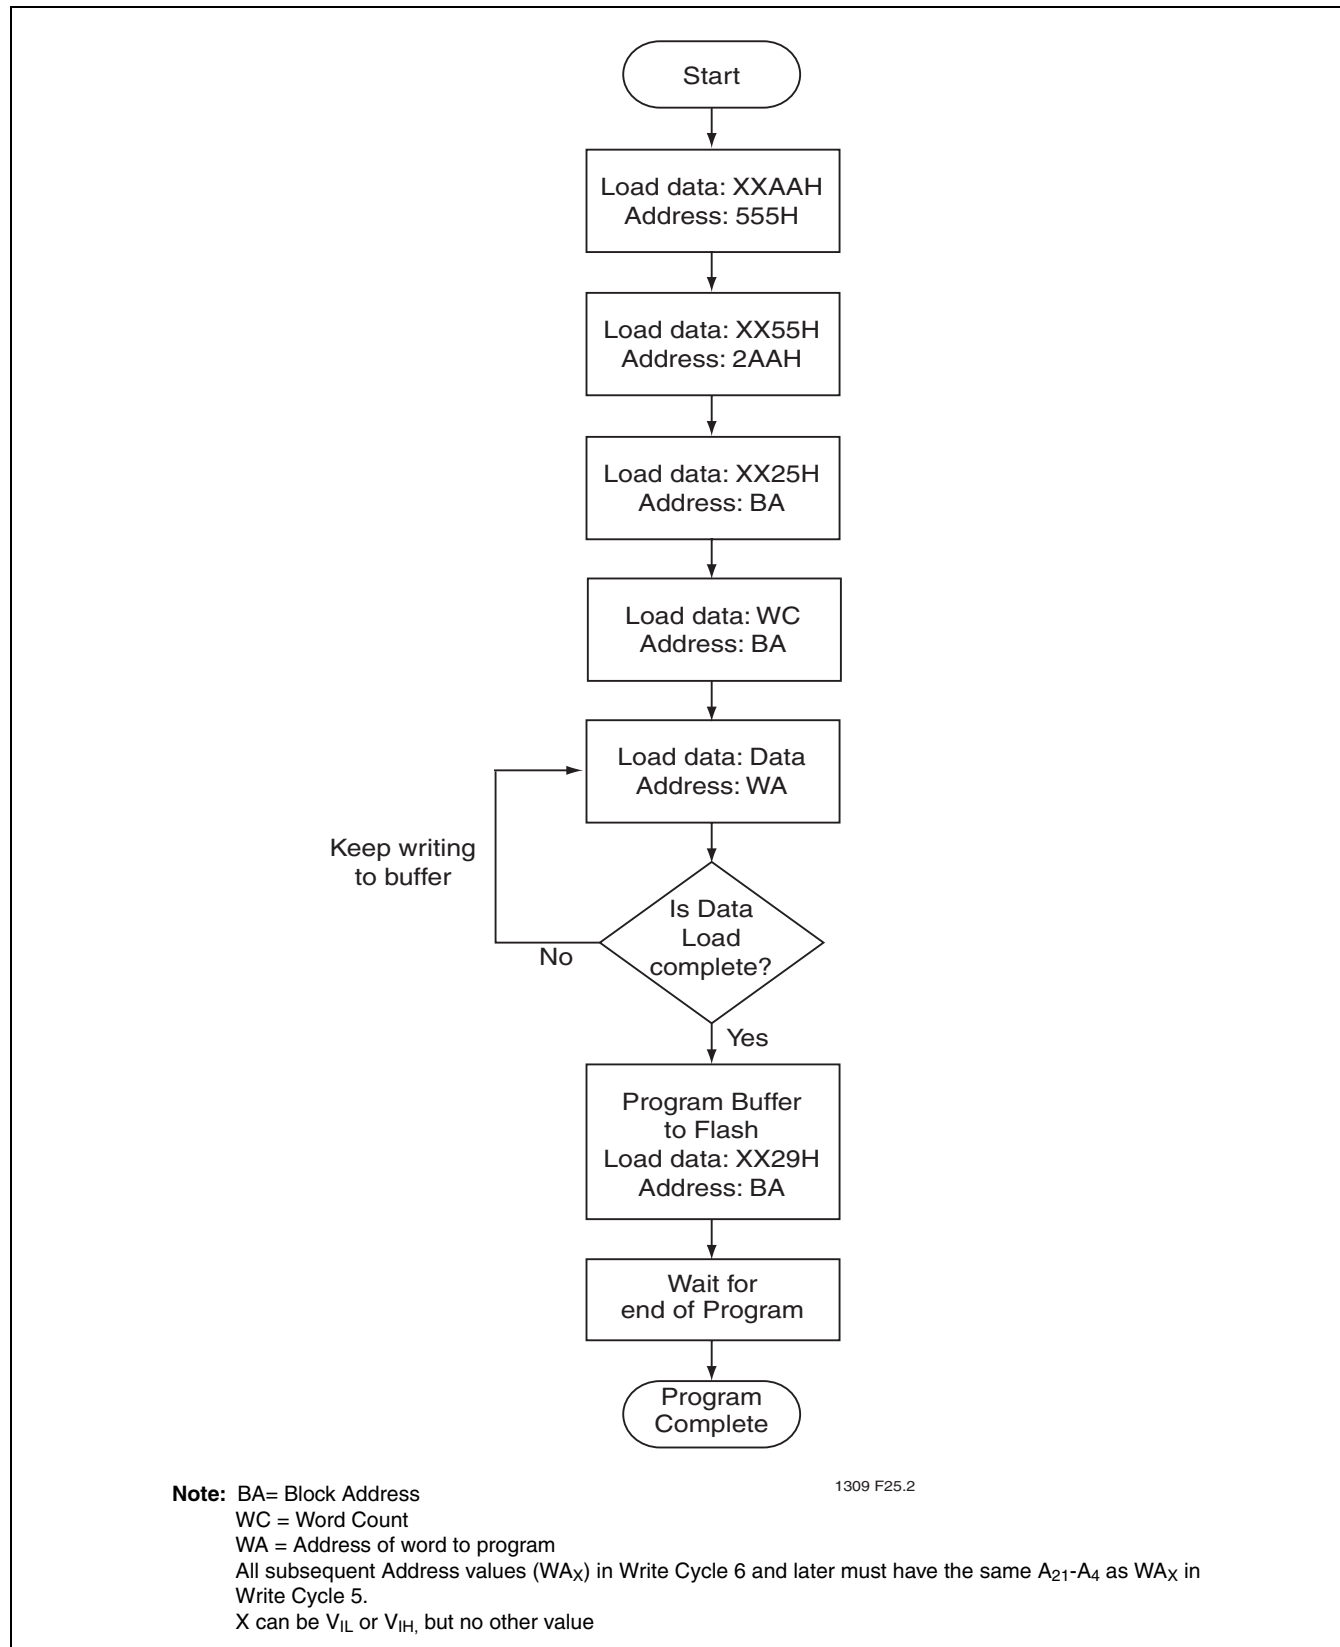 Start
Load data: XXAAH
Address: 555H
Load data: XX55H
Address: 2AAH
Load data: XX25H
Address: BA
Load data: WC
Address: BA
Load data: Data
Address: WA
Keep writing
to buffer
Is Data
Load
complete?
No
Yes
Program Buffer
to Flash
Load data: XX29H
Address: BA
Wait for
end of Program
Program
Complete
1309 F25.2
Note: BA= Block Address
WC = Word Count
WA = Address of word to program
All subsequent Address values (WAX) in Write Cycle 6 and later must have the same A21-A4 as WAX in
Write Cycle 5.
X can be VIL or VIH, but no other value